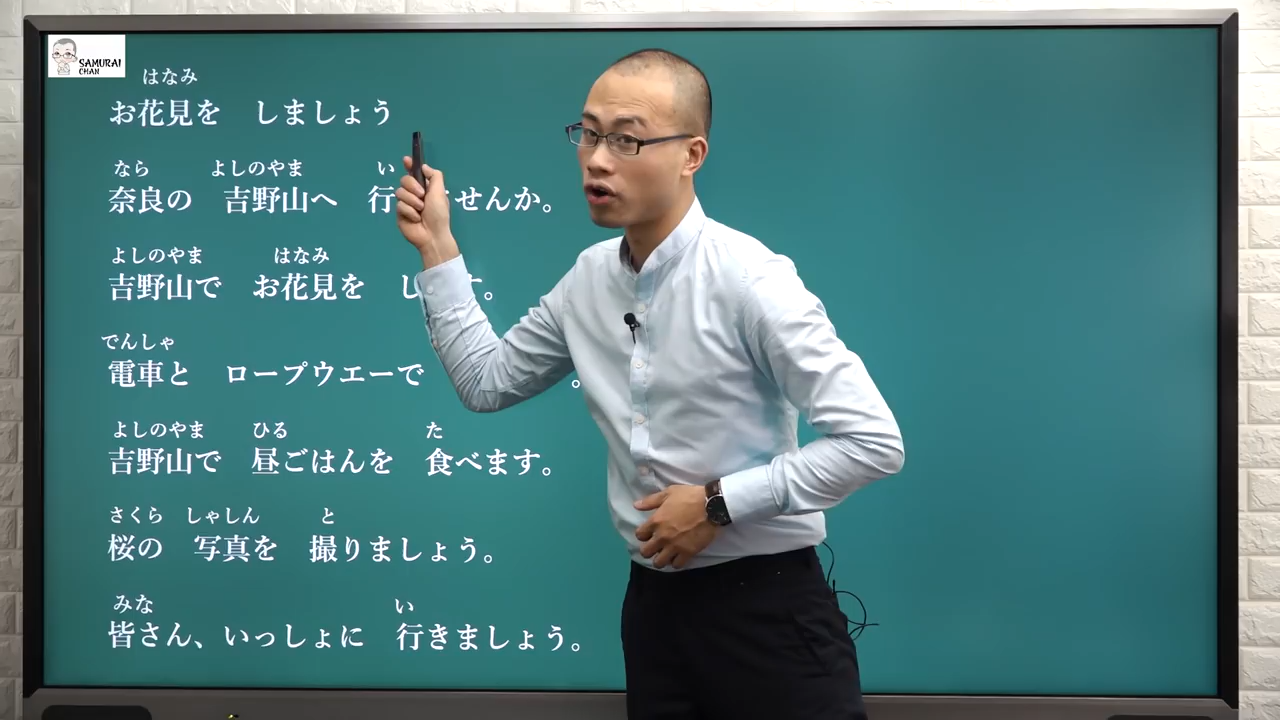 SAMURAI
CHAN
はなみ
お花見を しましょう
なら よしのやま い
奈良の 吉野山へ 行 せんか。
よしのやま はなみ
吉野山で お花見を し す。
でんしゃ
電車と ロープウエーで 。
よしのやま ひる た
吉野山で 昼ごはんを 食べます。
さくら しゃしん と
桜の 写真を 撮りましょう。
みな い
皆さん、いっしょに 行きましょう。